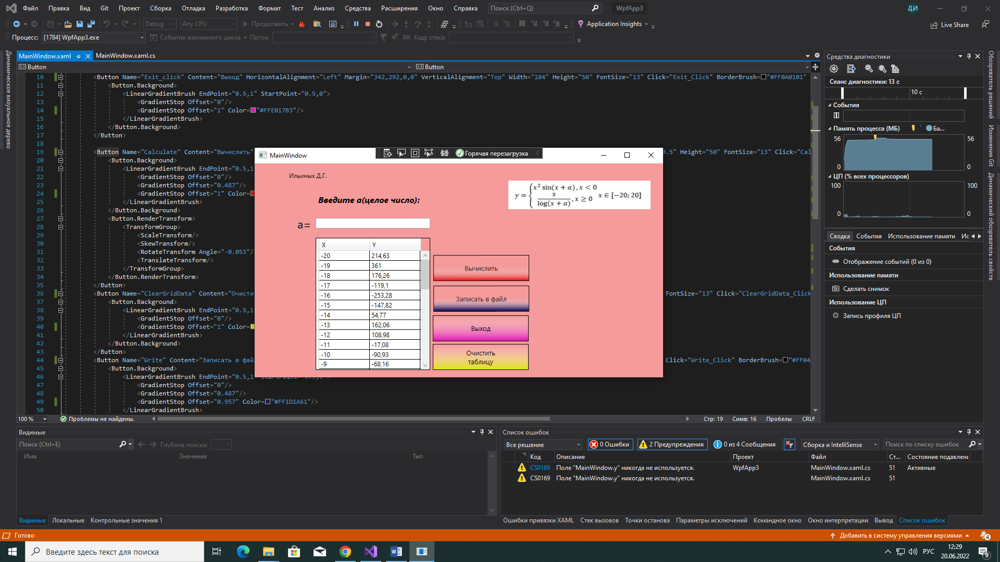 Файл Правка Вид Git Проект Сборка Отладка Разработка Формат Тест Анализ Средства Расширения Окно Справка Поиск (Ctrl+Q) WpfApp3 ДИ
Debug Any CPU Продолжить Application Insights Live Share
Процесс: [1784] WpfApp3.exe События жизненного цикла Поток: Кадр стека:
Динамическое визуальное дерево
MainWindow.xaml MainWindow.xaml.cs
Button Button
10 <Button Name="Exit_click" Content="Выход" HorizontalAlignment="Left" Margin="342,292,0,0" VerticalAlignment="Top" Width="184" Height="50" FontSize="13" Click="Exit_Click" BorderBrush="#FF0A0101"
11 <Button.Background>
12 <LinearGradientBrush EndPoint="0.5,1" StartPoint="0.5,0">
13 <GradientStop Offset="0"/>
14 <GradientStop Offset="1" Color="#FFE017B3"/>
15 </LinearGradientBrush>
16 </Button.Background>
17 </Button>
18
19 <Button Name="Calculate" Content="Вычислить" 0.5" Height="50" FontSize="13" Click="Cal
20 <Button.Background>
21 <LinearGradientBrush EndPoint="0.5,1
22 <GradientStop Offset="0"/>
23 <GradientStop Offset="0.487"/>
24 <GradientStop Offset="1" Color=
25 </LinearGradientBrush>
26 </Button.Background>
27 <Button.RenderTransform>
28 <TransformGroup>
29 <ScaleTransform/>
30 <SkewTransform/>
31 <RotateTransform Angle="-0.053"/
32 <TranslateTransform/>
33 </TransformGroup>
34 </Button.RenderTransform>
35 </Button>
36 <Button Name="ClearGridData" Content="Очистит FontSize="13" Click="ClearGridData_Click
37 <Button.Background>
38 <LinearGradientBrush EndPoint="0.5,1
39 <GradientStop Offset="0"/>
40 <GradientStop Offset="1" Color=
41 </LinearGradientBrush>
42 </Button.Background>
43 </Button>
44 <Button Name="Write" Content="Записать в файл Click="Write_Click" BorderBrush="#FF04
45 <Button.Background>
46 <LinearGradientBrush EndPoint="0.5,1
47 <GradientStop Offset="0"/>
48 <GradientStop Offset="0.487"/>
49 <GradientStop Offset="0.957" Color="#FF1D1A61"/>
50 </LinearGradientBrush>
100 % Проблемы не найдены. Стр: 19 Симв: 16 Пробелы CRLF
MainWindow Горячая перезагрузка
Ильиных Д.Г.
y = { x² sin(x + a), x < 0
x / log(x + a), x ≥ 0 x ∈ [−20; 20]
Введите a(целое число):
a=
X Y
-20 214,63
-19 361
-18 176,26
-17 -119,1
-16 -253,28
-15 -147,82
-14 54,77
-13 162,06
-12 108,98
-11 -17,08
-10 -90,93
-9 -68,16
Вычислить
Записать в файл
Выход
Очистить
таблицу
Средства диагностики
Сеанс диагностики: 13 с
10 с
События
Память процесса (МБ) Ба...
56 56
0 0
ЦП (% всех процессоров)
100 100
0 0
Сводка События Использование памяти Ис
События
Отображение событий (0 из 0)
Использование памяти
Сделать снимок
Использование ЦП
Запись профиля ЦП
Обозреватель решений
Изменения Git
Динамический обозреватель свойств
Видимые
Поиск (Ctrl+E) Глубина поиска:
Имя Значение Тип
Видимые Локальные Контрольные значения 1
Список ошибок
Все решение 0 Ошибки 2 Предупреждения 0 из 4 Сообщения Сборка и IntelliSense Поиск по списку ошибок
Код Описание Проект Файл Ст... Состояние подавлени
CS0169 Поле "MainWindow.y" никогда не используется. WpfApp3 MainWindow.xaml.cs 51 Активные
CS0169 Поле "MainWindow.y" никогда не используется. MainWindow.xaml.cs 51
Ошибки привязки XAML Стек вызовов Точки останова Параметры исключений Командное окно Окно интерпретации Вывод Список ошибок
Готово Добавить в систему управления версиями 4
Введите здесь текст для поиска РУС 12:29
20.06.2022 9